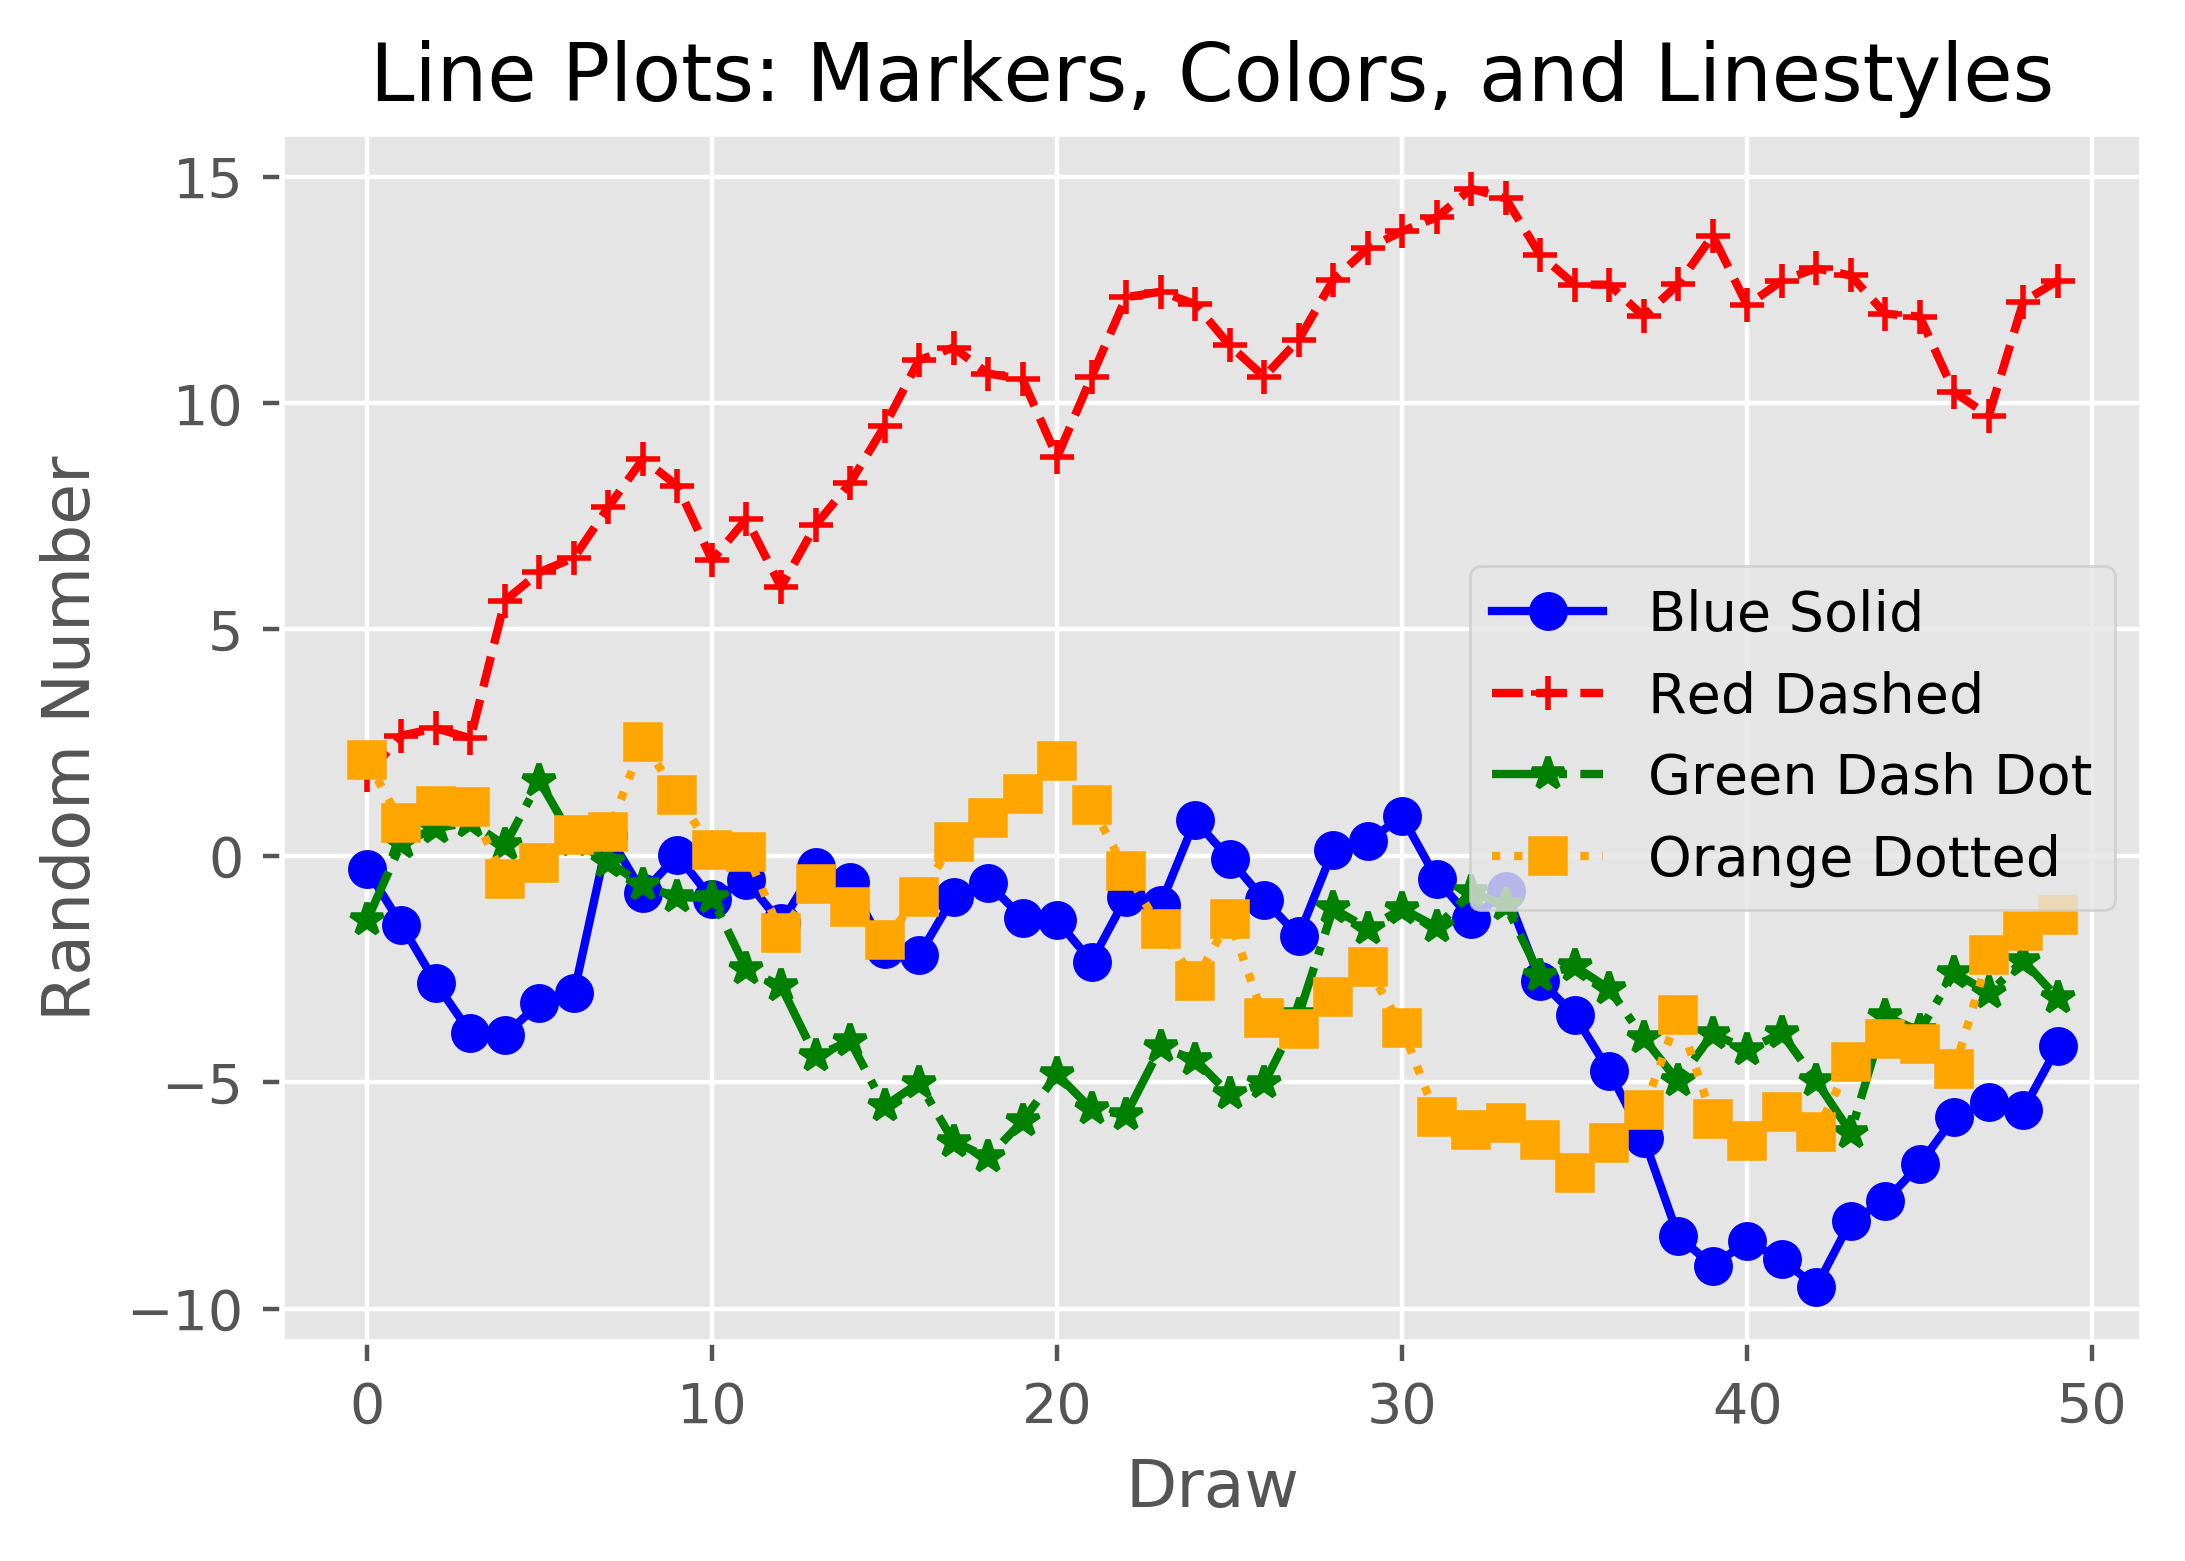 Line Plots: Markers, Colors, and Linestyles
15
10
5
0
−5
−10
Random Number
Blue Solid
Red Dashed
Green Dash Dot
Orange Dotted
0 10 20 30 40 50
Draw